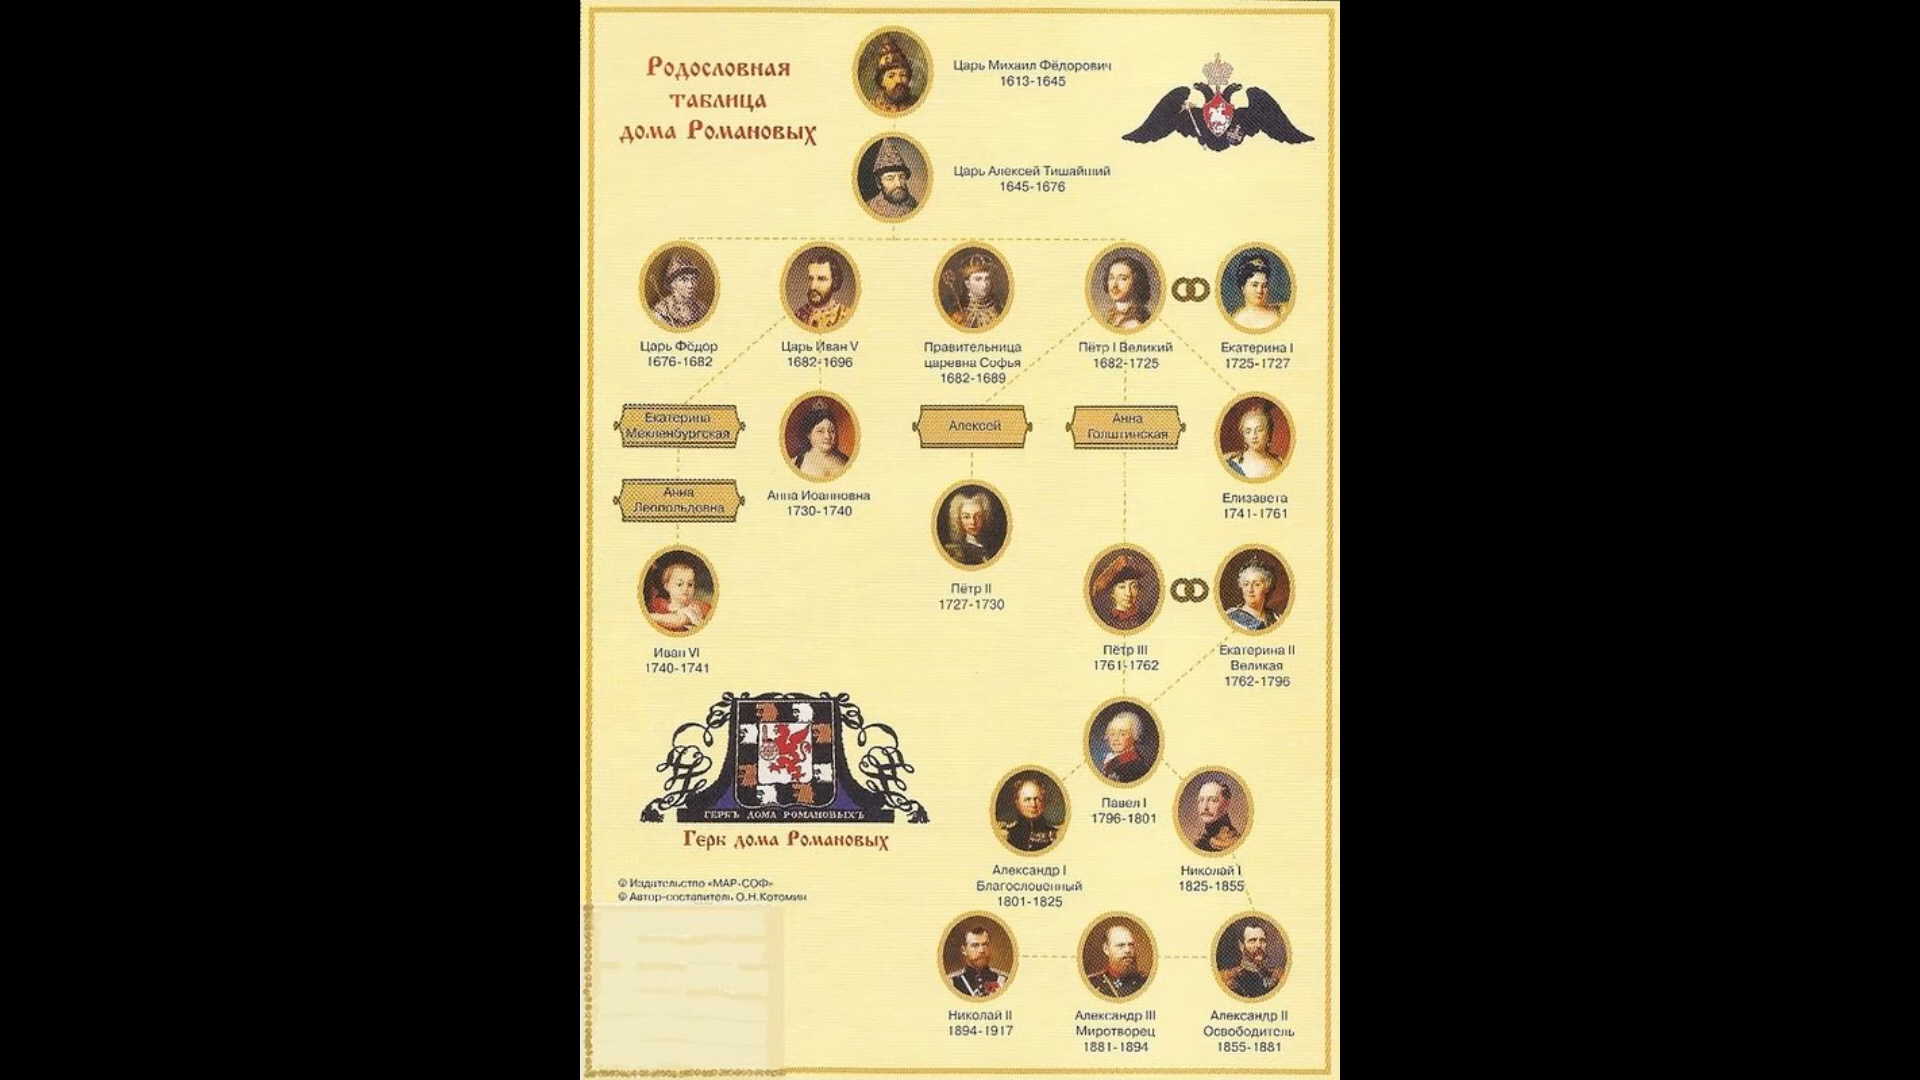 Родословная
таблица
дома Романовых
Царь Михаил Фёдорович
1613-1645
Царь Алексей Тишайший
1645-1676
Царь Фёдор
1676-1682
Царь Иван V
1682-1696
Правительница
царевна Софья
1682-1689
Пётр I Великий
1682-1725
Екатерина I
1725-1727
Екатерина
Мекленбургская
Алексей
Анна
Голштинская
Анна Иоанновна
1730-1740
Елизавета
1741-1761
Анна
Леопольдовна
Пётр II
1727-1730
Иван VI
1740-1741
Пётр III
1761-1762
Екатерина II
Великая
1762-1796
Павел I
1796-1801
ГЕРБЪ ДОМА РОМАНОВЫХЪ
Герб дома Романовых
Александр I
Благословенный
1801-1825
Николай I
1825-1855
© Издательство «МАР-СОФ»
© Автор-составитель О.Н.Котомин
Николай II
1894-1917
Александр III
Миротворец
1881-1894
Александр II
Освободитель
1855-1881